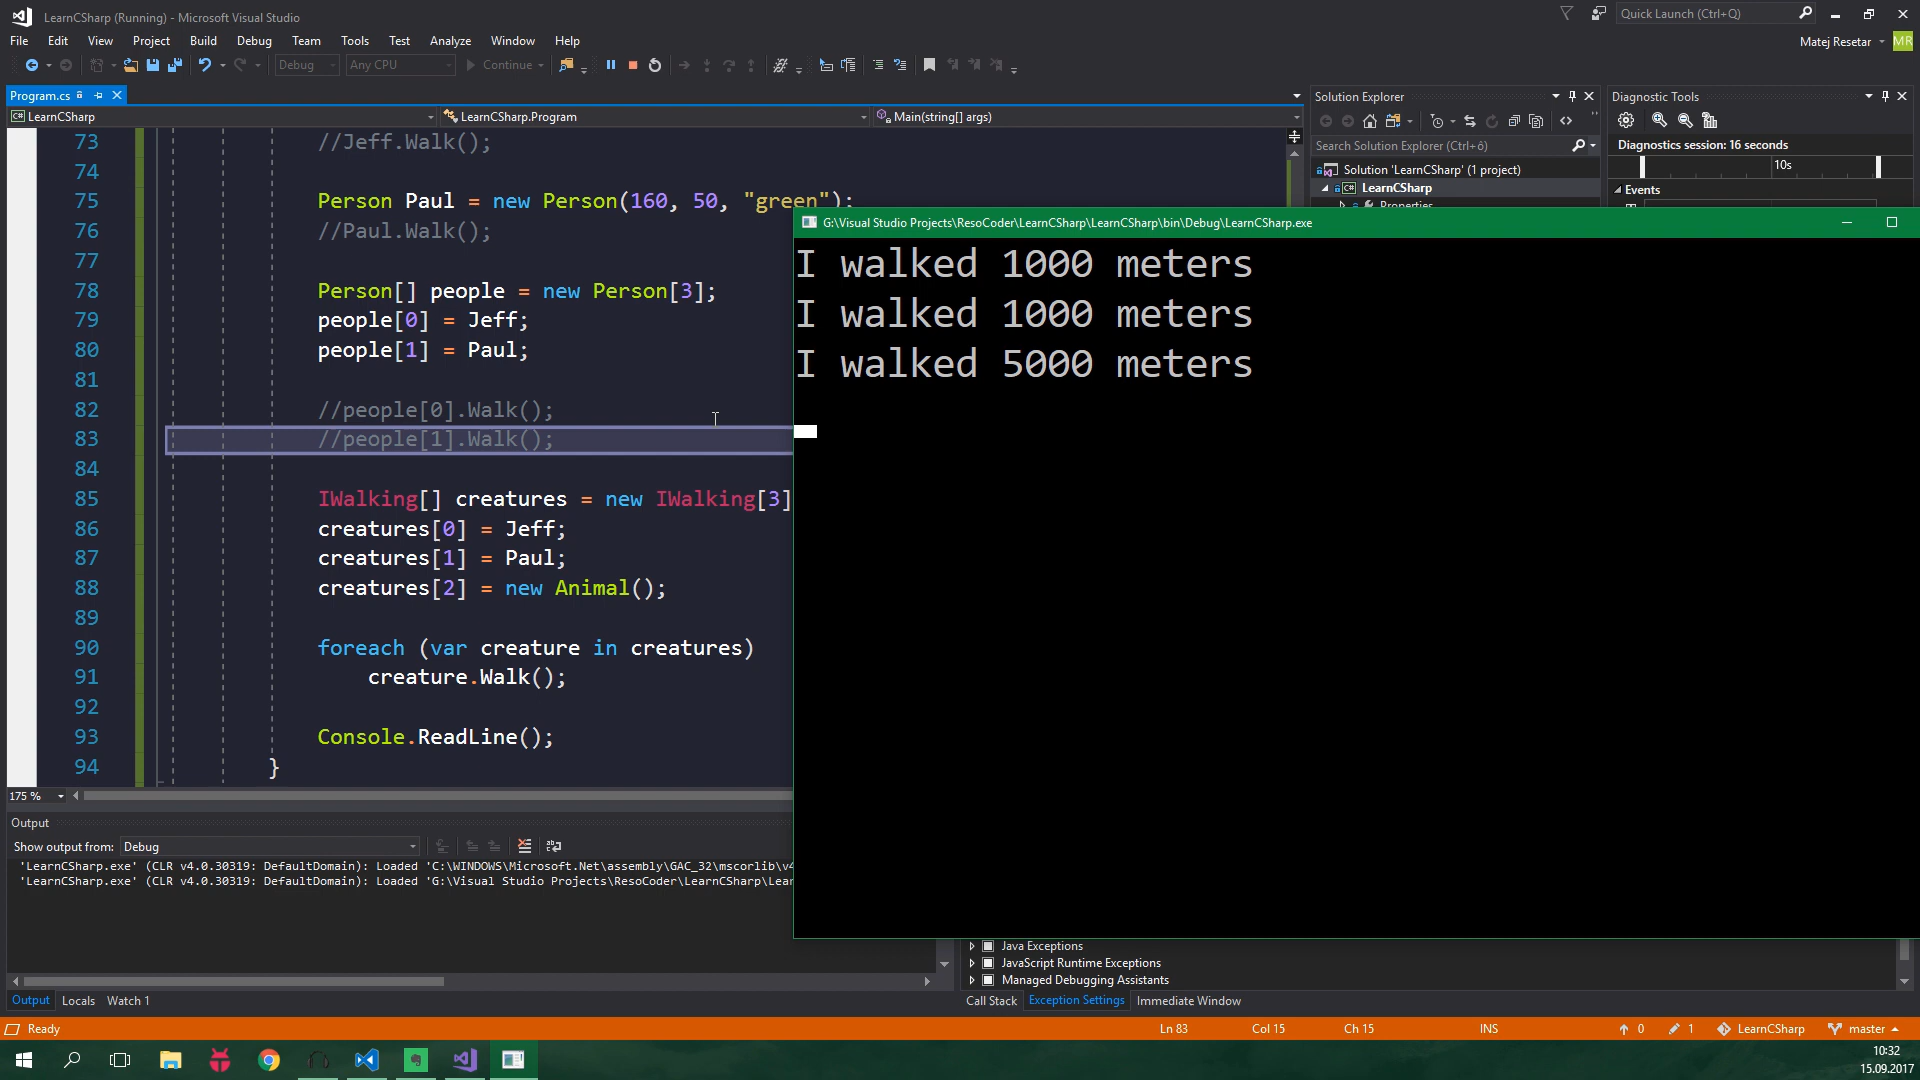 LearnCSharp (Running) - Microsoft Visual Studio
Quick Launch (Ctrl+Q)
File Edit View Project Build Debug Team Tools Test Analyze Window Help
Matej Resetar MR
Debug Any CPU Continue
Program.cs
Solution Explorer
Diagnostic Tools
LearnCSharp LearnCSharp.Program Main(string[] args)
Search Solution Explorer (Ctrl+ô)
Diagnostics session: 16 seconds
10s
Solution 'LearnCSharp' (1 project)
LearnCSharp
Properties
Events
73 //Jeff.Walk();
74
75 Person Paul = new Person(160, 50, "green");
76 //Paul.Walk();
77
78 Person[] people = new Person[3];
79 people[0] = Jeff;
80 people[1] = Paul;
81
82 //people[0].Walk();
83 //people[1].Walk();
84
85 IWalking[] creatures = new IWalking[3]
86 creatures[0] = Jeff;
87 creatures[1] = Paul;
88 creatures[2] = new Animal();
89
90 foreach (var creature in creatures)
91 creature.Walk();
92
93 Console.ReadLine();
94 }
G:\Visual Studio Projects\ResoCoder\LearnCSharp\LearnCSharp\bin\Debug\LearnCSharp.exe
I walked 1000 meters
I walked 1000 meters
I walked 5000 meters
175 %
Output
Show output from: Debug
'LearnCSharp.exe' (CLR v4.0.30319: DefaultDomain): Loaded 'C:\WINDOWS\Microsoft.Net\assembly\GAC_32\mscorlib\v4
'LearnCSharp.exe' (CLR v4.0.30319: DefaultDomain): Loaded 'G:\Visual Studio Projects\ResoCoder\LearnCSharp\Lear
Java Exceptions
JavaScript Runtime Exceptions
Managed Debugging Assistants
Output Locals Watch 1
Call Stack Exception Settings Immediate Window
Ready Ln 83 Col 15 Ch 15 INS 0 1 LearnCSharp master
10:32
15.09.2017